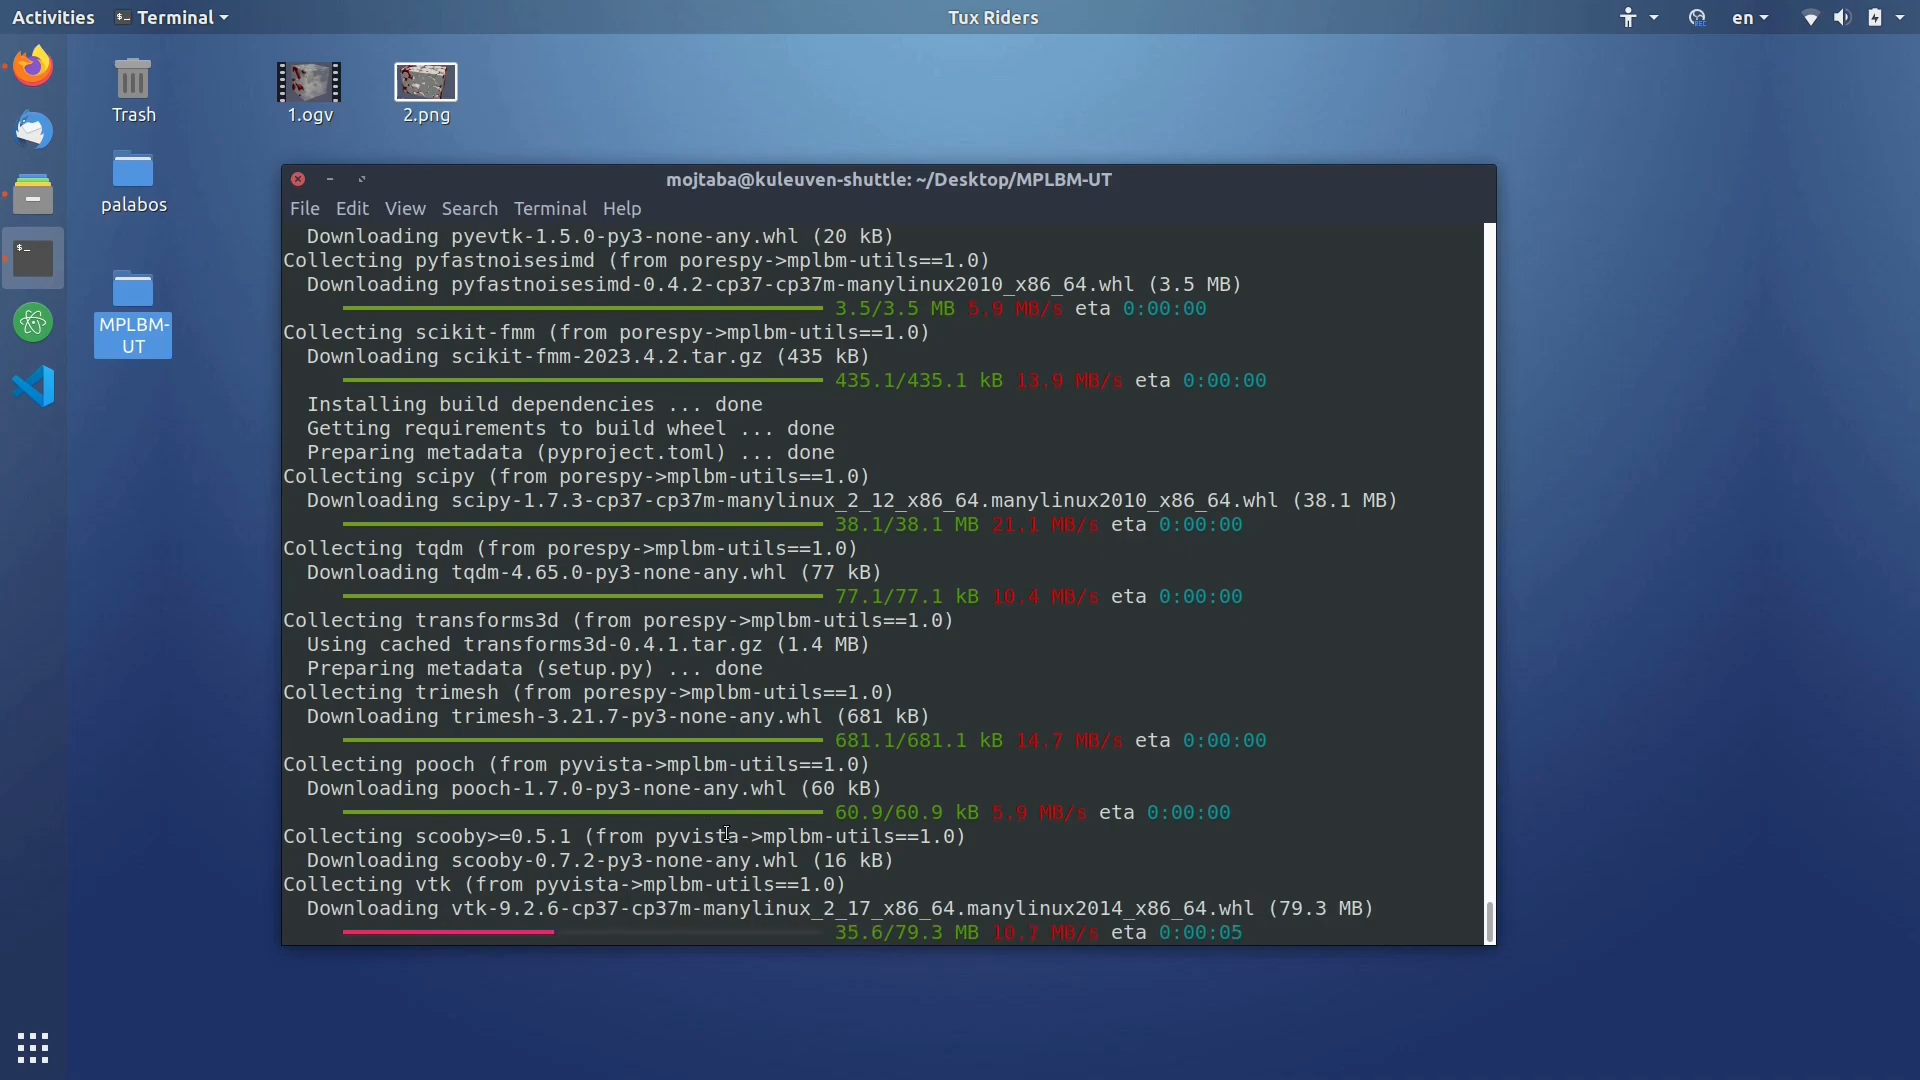 Activities Terminal Tux Riders en
Trash
1.ogv
2.png
palabos
MPLBM-
UT
mojtaba@kuleuven-shuttle: ~/Desktop/MPLBM-UT
File Edit View Search Terminal Help
Downloading pyevtk-1.5.0-py3-none-any.whl (20 kB)
Collecting pyfastnoisesimd (from porespy->mplbm-utils==1.0)
Downloading pyfastnoisesimd-0.4.2-cp37-cp37m-manylinux2010_x86_64.whl (3.5 MB)
3.5/3.5 MB 5.9 MB/s eta 0:00:00
Collecting scikit-fmm (from porespy->mplbm-utils==1.0)
Downloading scikit-fmm-2023.4.2.tar.gz (435 kB)
435.1/435.1 kB 13.9 MB/s eta 0:00:00
Installing build dependencies ... done
Getting requirements to build wheel ... done
Preparing metadata (pyproject.toml) ... done
Collecting scipy (from porespy->mplbm-utils==1.0)
Downloading scipy-1.7.3-cp37-cp37m-manylinux_2_12_x86_64.manylinux2010_x86_64.whl (38.1 MB)
38.1/38.1 MB 21.1 MB/s eta 0:00:00
Collecting tqdm (from porespy->mplbm-utils==1.0)
Downloading tqdm-4.65.0-py3-none-any.whl (77 kB)
77.1/77.1 kB 10.4 MB/s eta 0:00:00
Collecting transforms3d (from porespy->mplbm-utils==1.0)
Using cached transforms3d-0.4.1.tar.gz (1.4 MB)
Preparing metadata (setup.py) ... done
Collecting trimesh (from porespy->mplbm-utils==1.0)
Downloading trimesh-3.21.7-py3-none-any.whl (681 kB)
681.1/681.1 kB 14.7 MB/s eta 0:00:00
Collecting pooch (from pyvista->mplbm-utils==1.0)
Downloading pooch-1.7.0-py3-none-any.whl (60 kB)
60.9/60.9 kB 5.9 MB/s eta 0:00:00
Collecting scooby>=0.5.1 (from pyvista->mplbm-utils==1.0)
Downloading scooby-0.7.2-py3-none-any.whl (16 kB)
Collecting vtk (from pyvista->mplbm-utils==1.0)
Downloading vtk-9.2.6-cp37-cp37m-manylinux_2_17_x86_64.manylinux2014_x86_64.whl (79.3 MB)
35.6/79.3 MB 10.7 MB/s eta 0:00:05